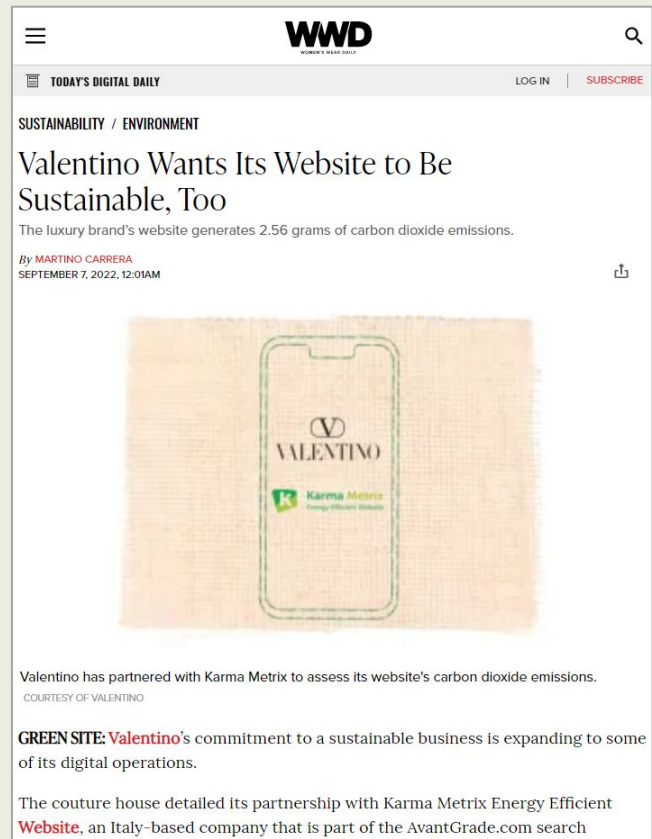 WWD
WOMEN'S WEAR DAILY
TODAY'S DIGITAL DAILY
LOG IN | SUBSCRIBE
SUSTAINABILITY / ENVIRONMENT
Valentino Wants Its Website to Be
Sustainable, Too
The luxury brand's website generates 2.56 grams of carbon dioxide emissions.
By MARTINO CARRERA
SEPTEMBER 7, 2022, 12:01AM
V
VALENTINO
K Karma Metrix
Energy Efficient Website
Valentino has partnered with Karma Metrix to assess its website's carbon dioxide emissions.
COURTESY OF VALENTINO
GREEN SITE: Valentino's commitment to a sustainable business is expanding to some
of its digital operations.
The couture house detailed its partnership with Karma Metrix Energy Efficient
Website, an Italy-based company that is part of the AvantGrade.com search